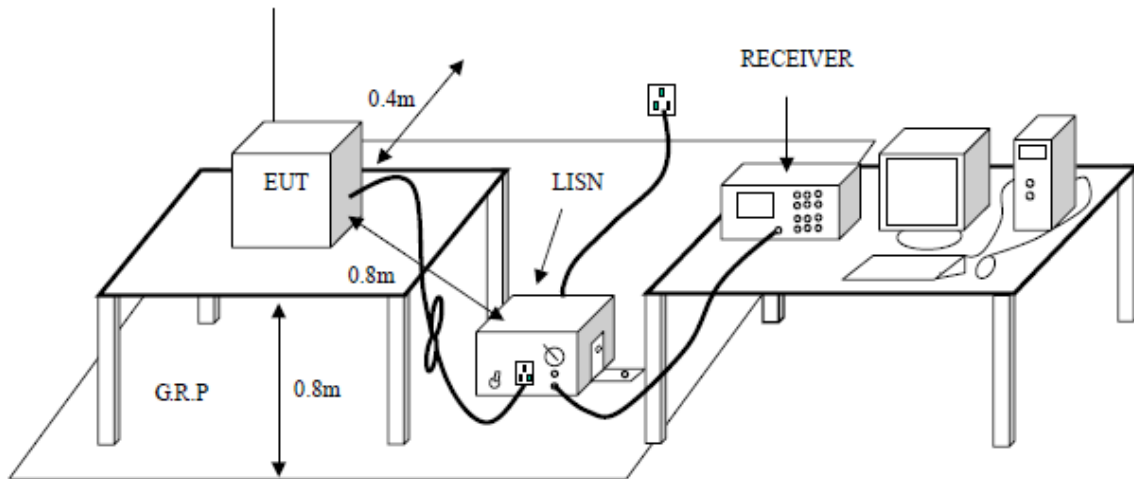 RECEIVER
0.4m
EUT
LISN
0.8m
G.R.P
0.8m